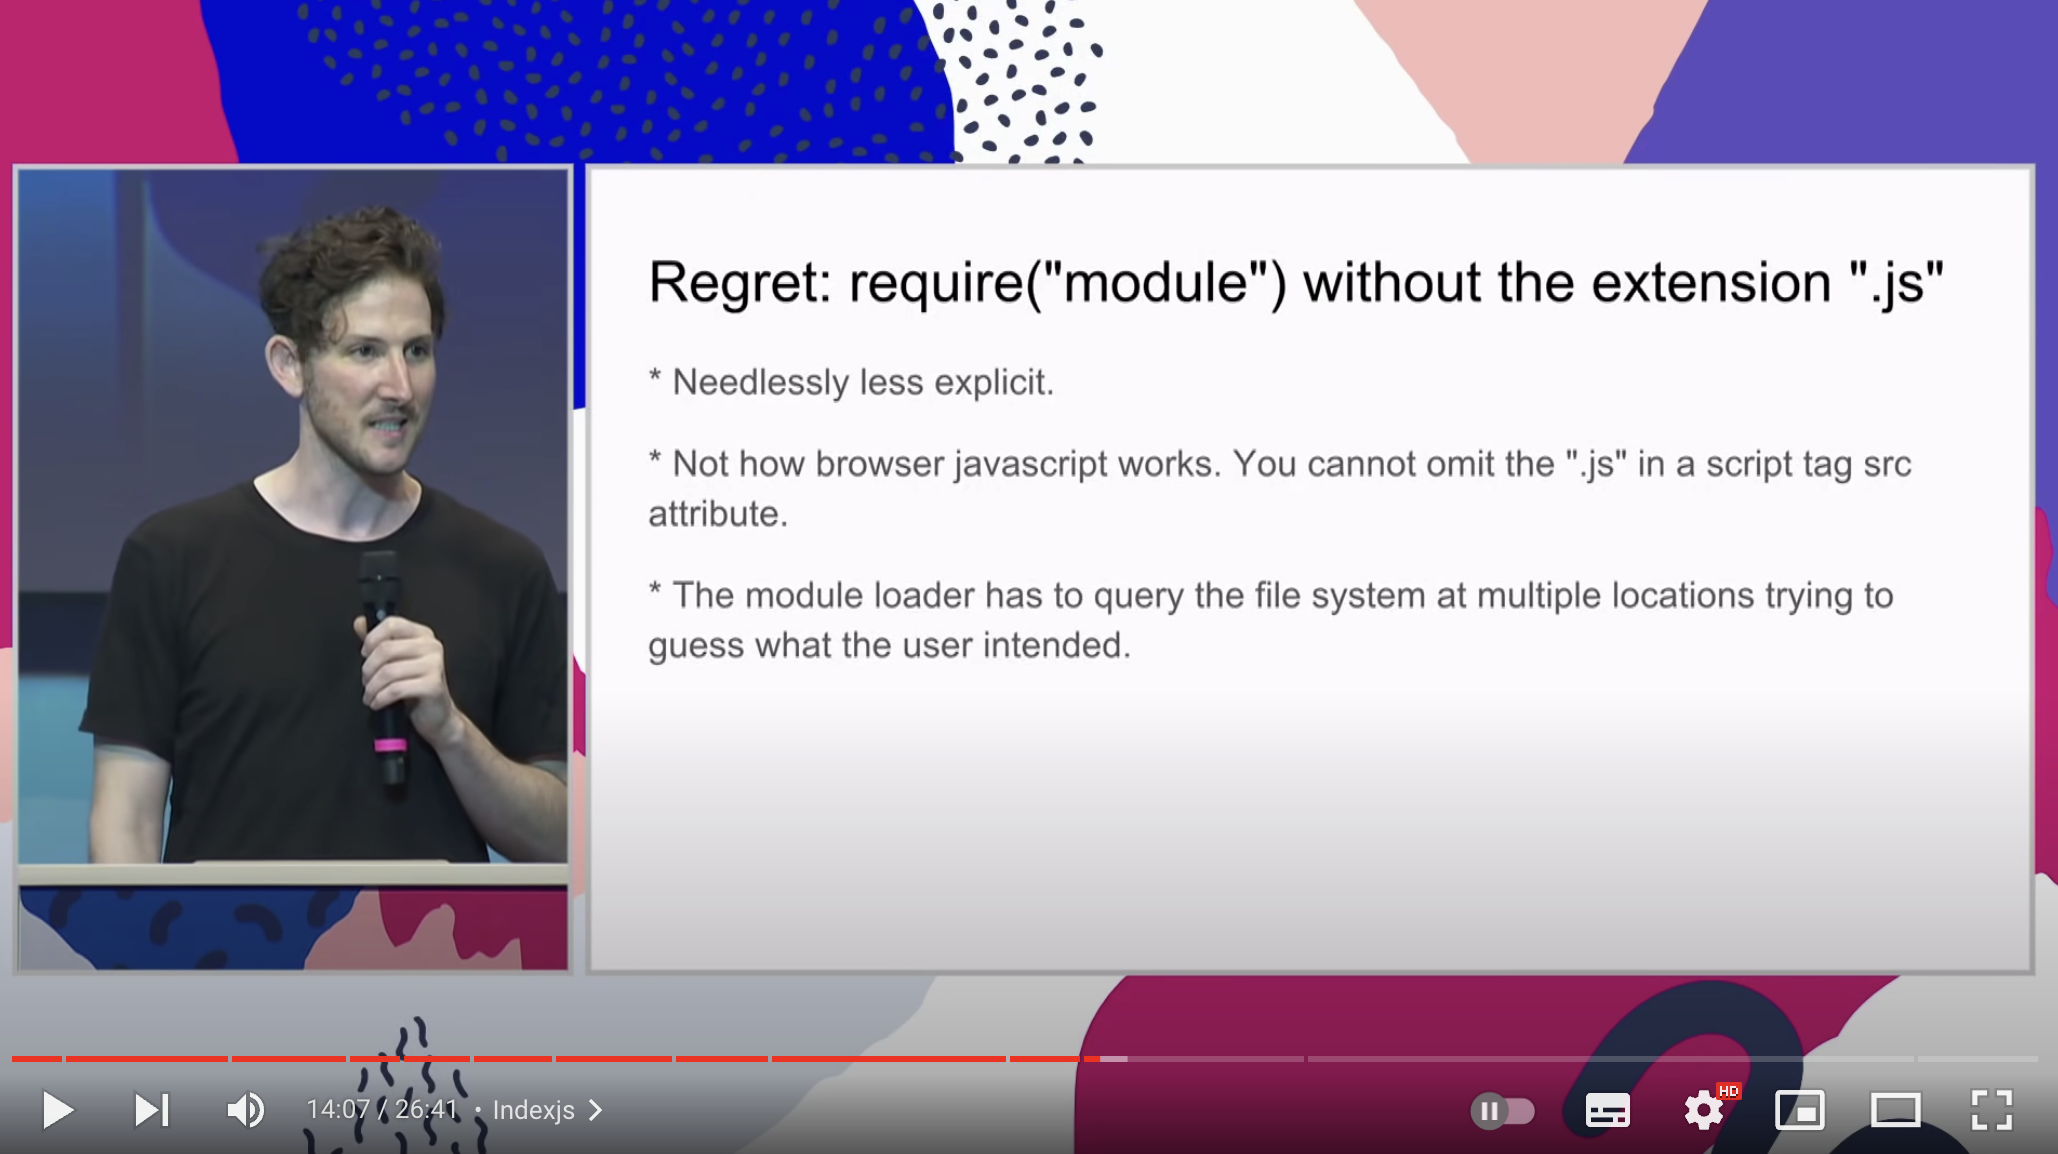 Regret: require("module") without the extension ".js"
* Needlessly less explicit.
* Not how browser javascript works. You cannot omit the ".js" in a script tag src
attribute.
* The module loader has to query the file system at multiple locations trying to
guess what the user intended.
14:07 / 26:41 • Indexjs
HD